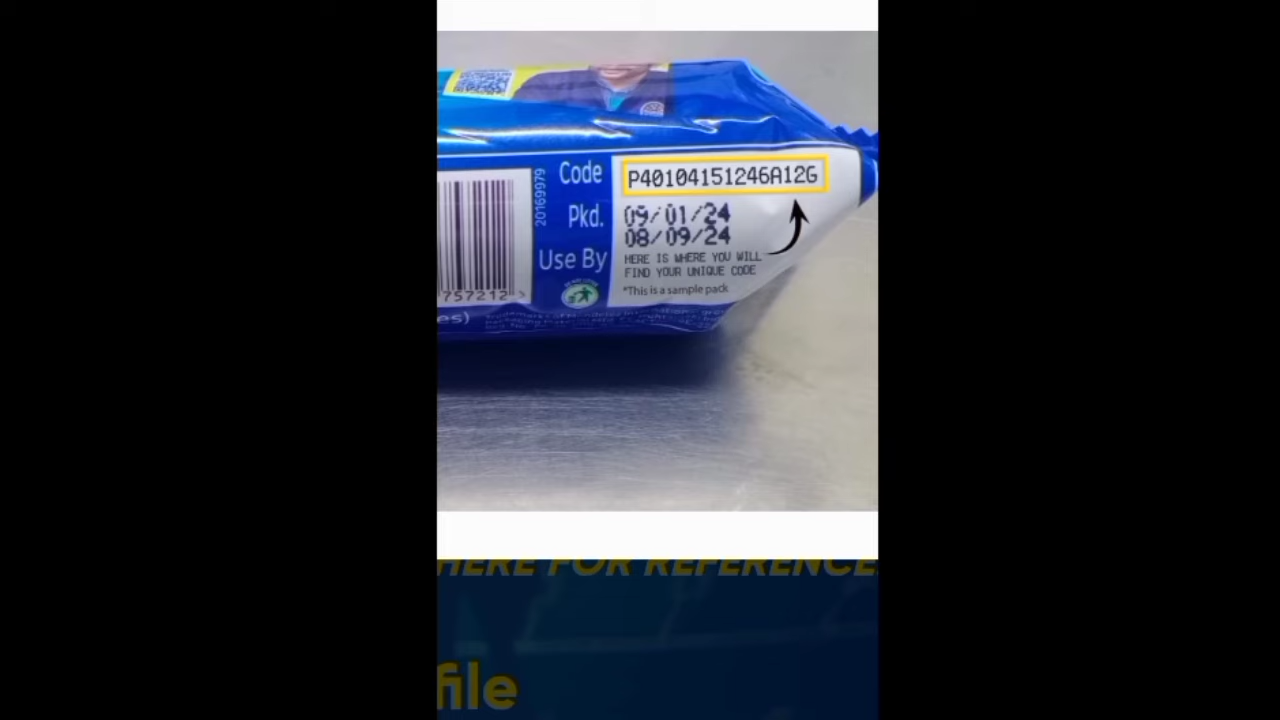 Code
P40104151246A12G
20169979
Pkd.
09/01/24
08/09/24
Use By
HERE IS WHERE YOU WILL
FIND YOUR UNIQUE CODE
*This is a sample pack
757212 >
es)
HERE FOR REFERENCE.
file